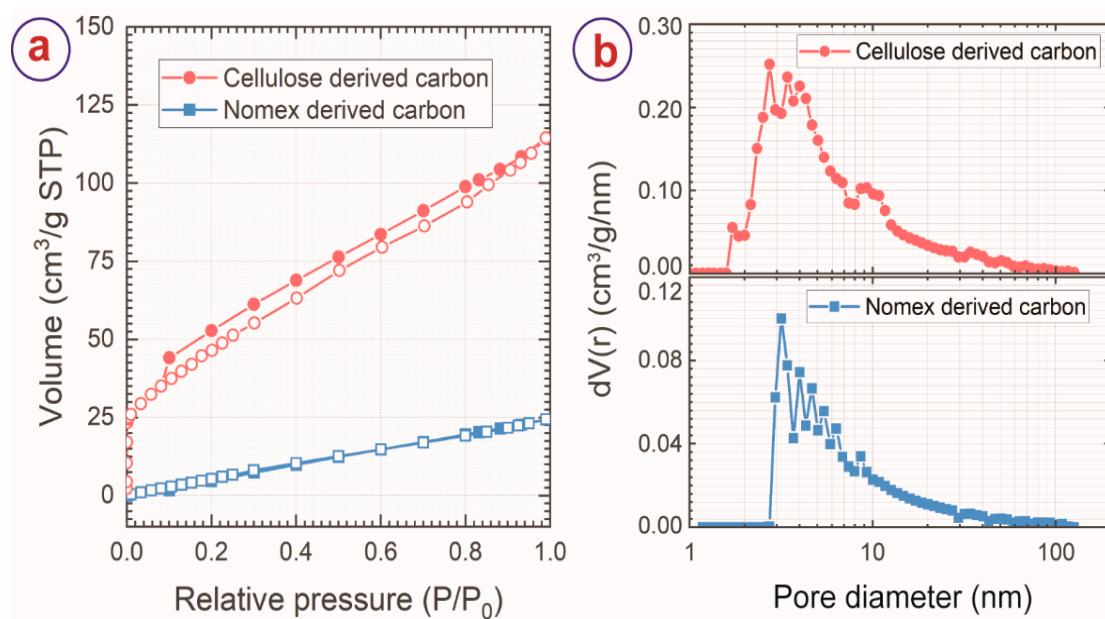 a
150
125
100
75
50
25
0
Volume (cm³/g STP)
Cellulose derived carbon
Nomex derived carbon
0.0 0.2 0.4 0.6 0.8 1.0
Relative pressure (P/P₀)
b
0.30
0.20
0.10
0.00
Cellulose derived carbon
0.12
0.08
0.04
0.00
Nomex derived carbon
dV(r) (cm³/g/nm)
1 10 100
Pore diameter (nm)